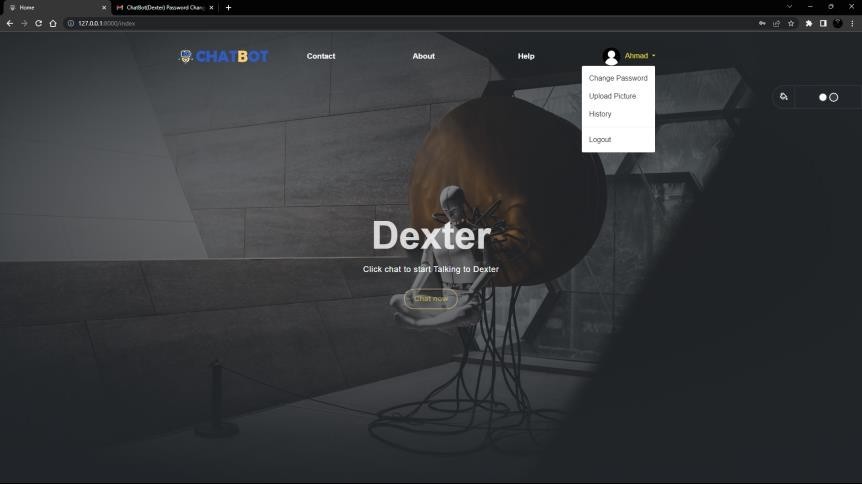 Home
ChatBot(Dexter) Password Chang
127.0.0.1:8000/index
CHATBOT
Contact
About
Help
Ahmad
Change Password
Upload Picture
History
Logout
Dexter
Click chat to start Talking to Dexter
Chat now